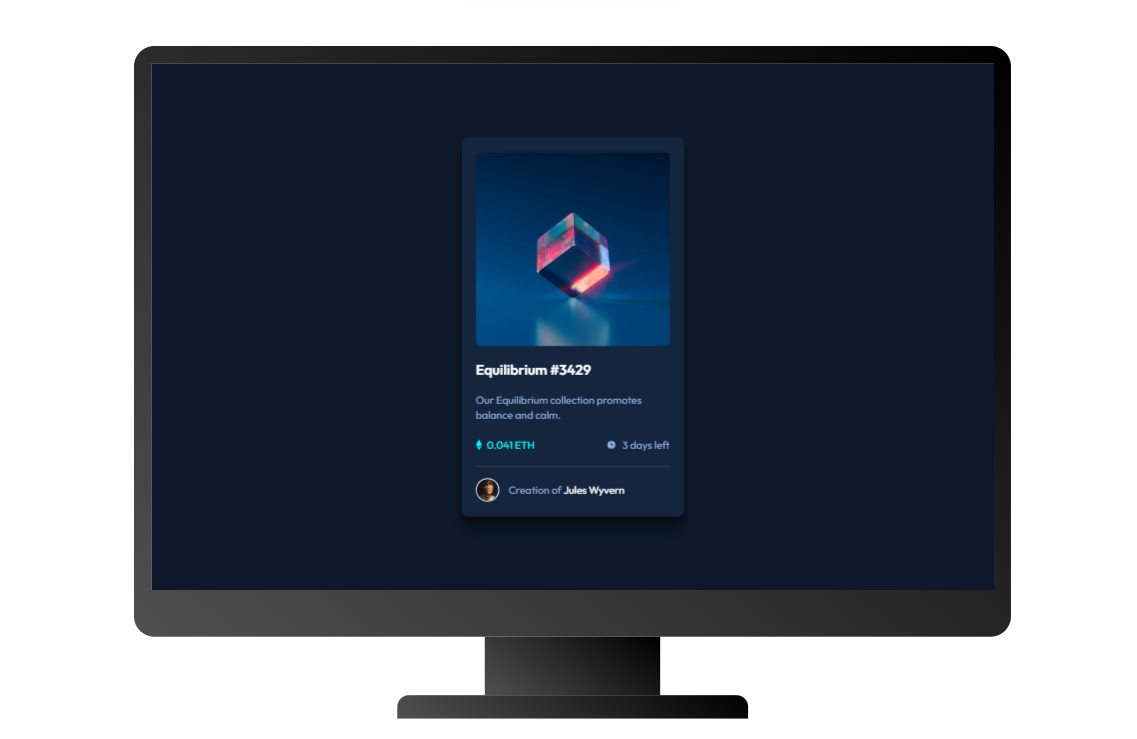 Equilibrium #3429
Our Equilibrium collection promotes
balance and calm.
0.041 ETH
3 days left
Creation of Jules Wyvern